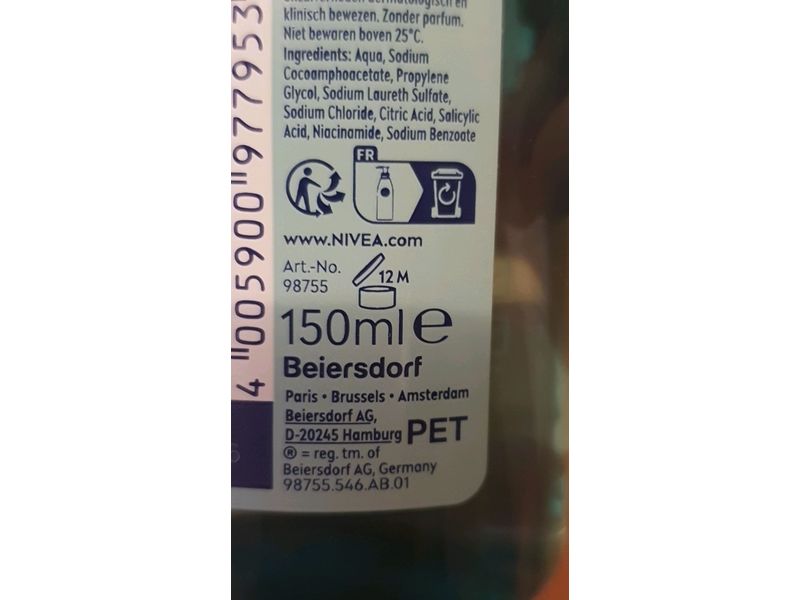 klinisch bewezen. Zonder parfum.
Niet bewaren boven 25°C.
Ingredients: Aqua, Sodium
Cocoamphoacetate, Propylene
Glycol, Sodium Laureth Sulfate,
Sodium Chloride, Citric Acid, Salicylic
Acid, Niacinamide, Sodium Benzoate
FR
www.NIVEA.com
Art.-No.
98755
12 M
150ml e
Beiersdorf
Paris • Brussels • Amsterdam
Beiersdorf AG,
D-20245 Hamburg
PET
® = reg. tm. of
Beiersdorf AG, Germany
98755.546.AB.01
4 005900 977953